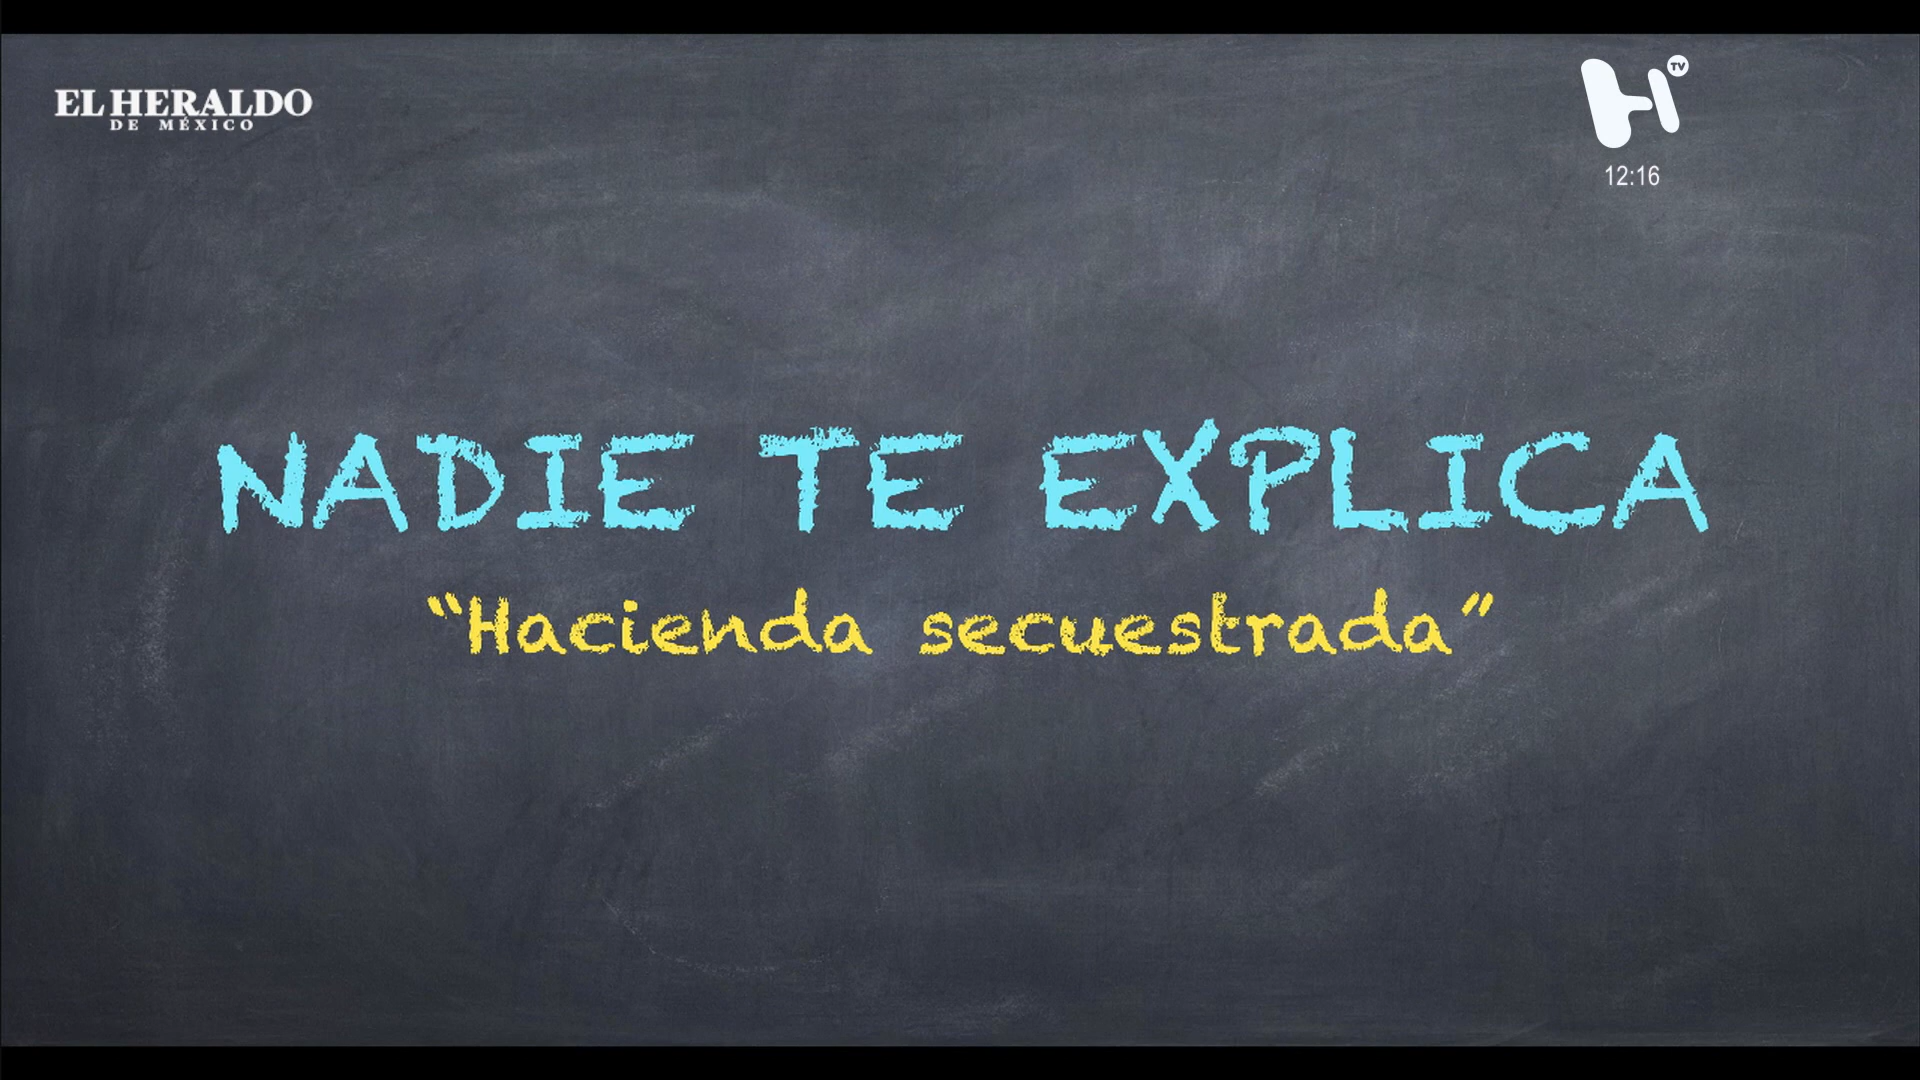 EL HERALDO
DE MÉXICO
TV
12:16
NADIE TE EXPLICA
“Hacienda secuestrada”